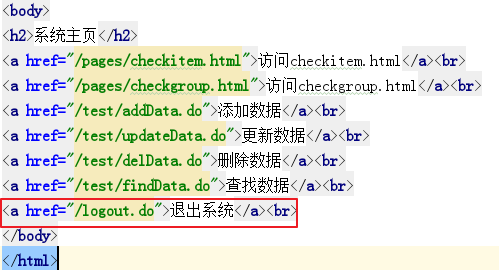 <body>
<h2>系统主页</h2>
<a href="/pages/checkitem.html">访问checkitem.html</a><br>
<a href="/pages/checkgroup.html">访问checkgroup.html</a><br>
<a href="/test/addData.do">添加数据</a><br>
<a href="/test/updateData.do">更新数据</a><br>
<a href="/test/delData.do">删除数据</a><br>
<a href="/test/findData.do">查找数据</a><br>
<a href="/logout.do">退出系统</a><br>
</body>
</html>